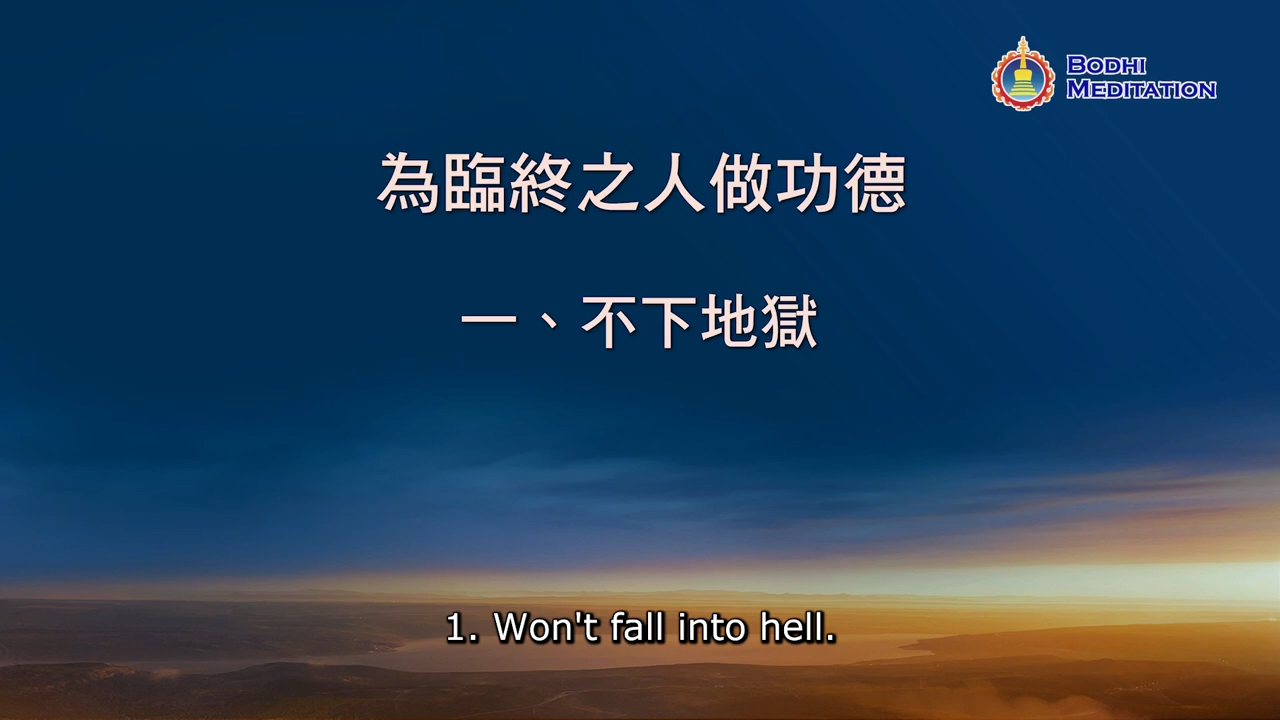 BODHI
MEDITATION
為臨終之人做功德
一、不下地獄
1. Won't fall into hell.